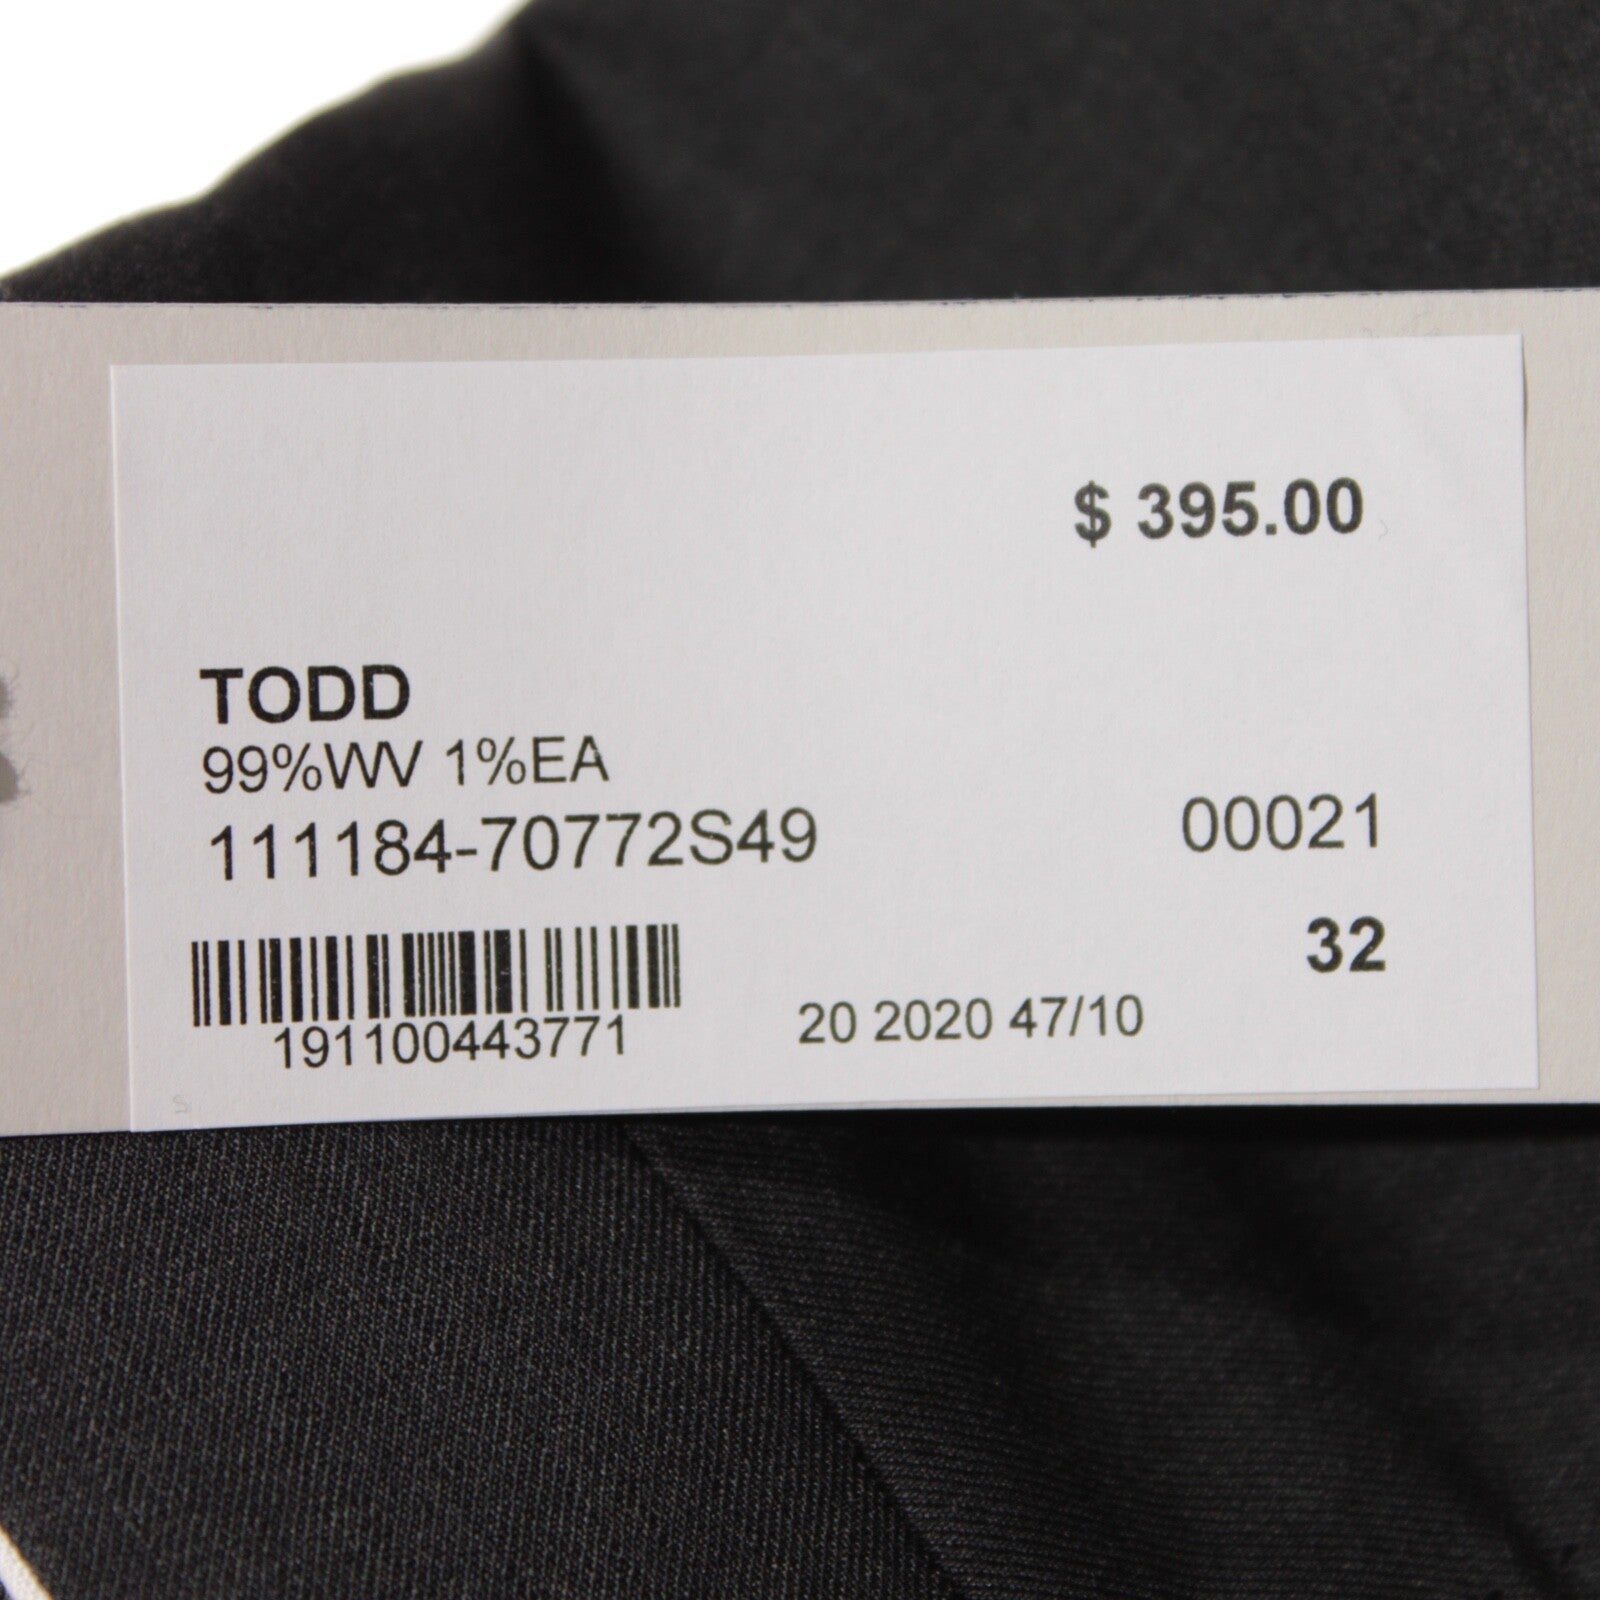 $ 395.00
TODD
99%WV 1%EA
111184-70772S49 00021
32
191100443771 20 2020 47/10